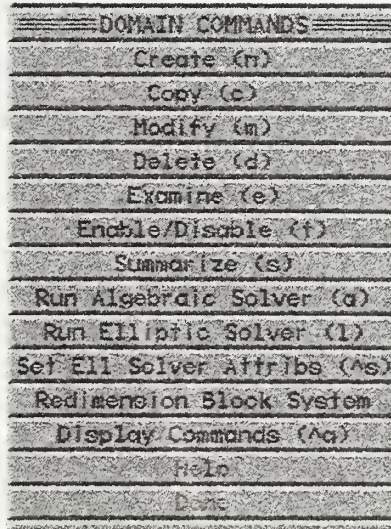 DOMAIN COMMANDS
Create (n)
Copy (c)
Modify (m)
Delete (d)
Examine (e)
Enable/Disable (t)
Summarize (s)
Run Algebraic Solver (a)
Run Elliptic Solver (l)
Set Ell Solver Attribs (^s)
Redimension Block System
Display Commands (^a)
Help
Done